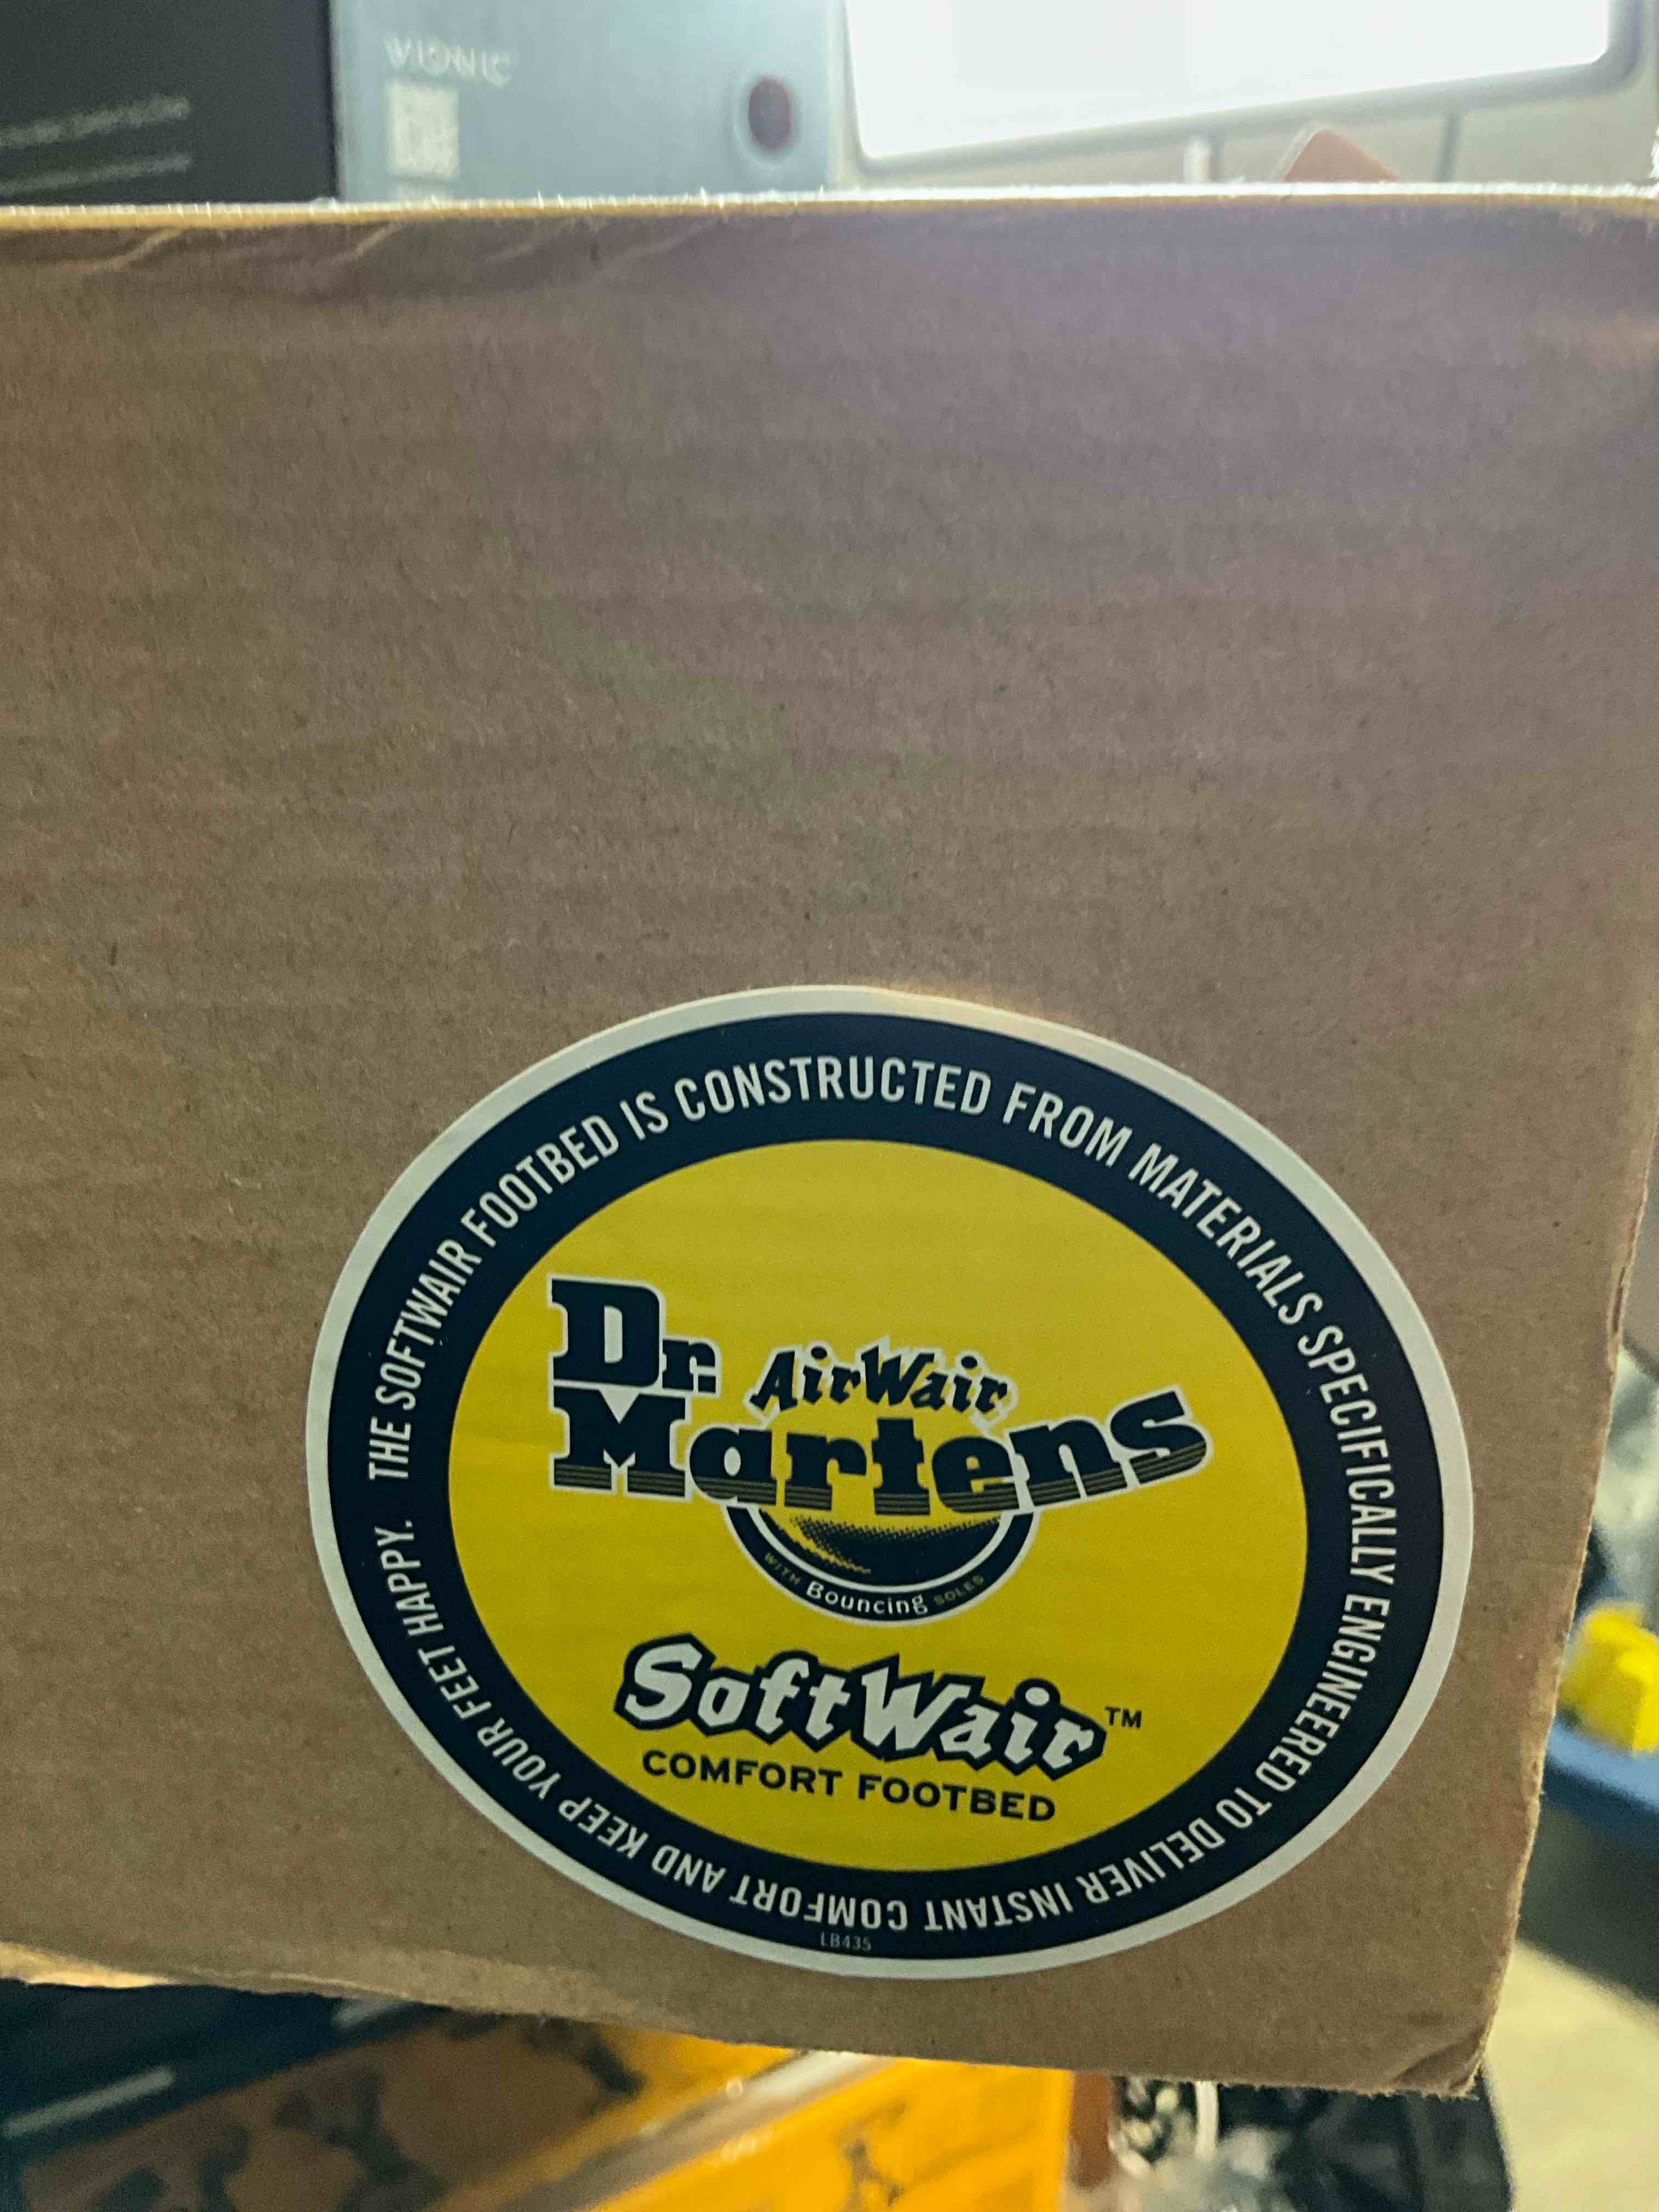 VIONIC
THE SOFTWAIR FOOTBED IS CONSTRUCTED FROM MATERIALS SPECIFICALLY ENGINEERED TO DELIVER INSTANT COMFORT AND KEEP YOUR FEET HAPPY.
Dr.
AirWair
Martens
WITH Bouncing SOLES
SoftWair™
COMFORT FOOTBED
LB435